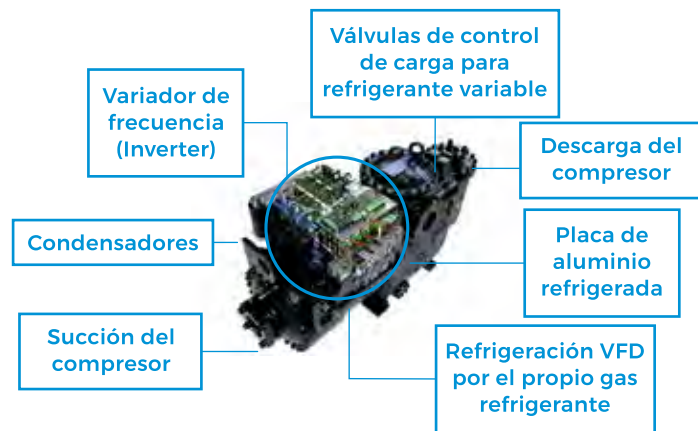 Válvulas de control
de carga para
refrigerante variable
Variador de
frecuencia
(Inverter)
Descarga del
compresor
Condensadores
Placa de
aluminio
refrigerada
Succión del
compresor
Refrigeración VFD
por el propio gas
refrigerante